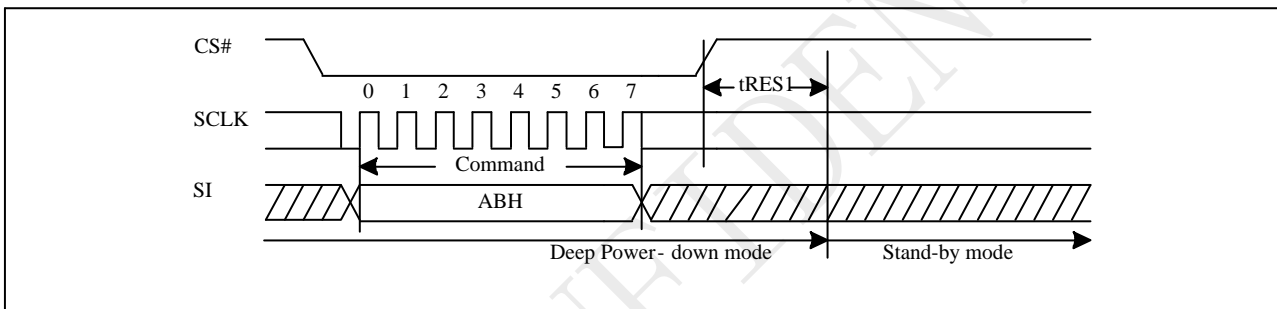 CS#
tRES1
0 1 2 3 4 5 6 7
SCLK
Command
SI
ABH
Deep Power- down mode
Stand-by mode